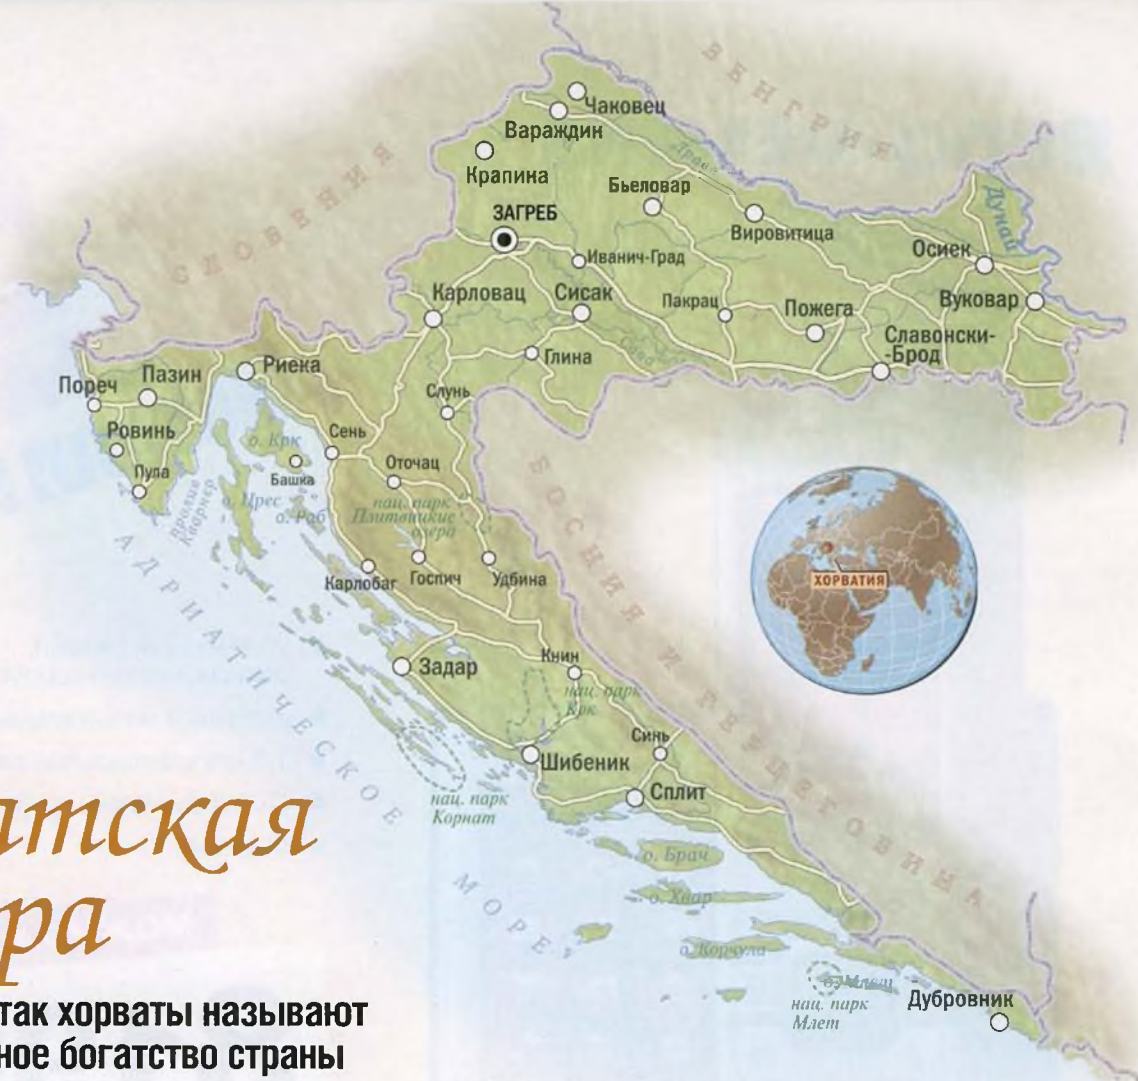 ВЕНГРИЯ
Чаковец
Вараждин
Крапина
Драва
Бьеловар
ЗАГРЕБ
Вировитица
Дунай
СЛОВЕНИЯ
Иванич-Град
Осиек
Карловац
Сисак
Пакрац
Пожега
Вуковар
Славонски-
-Брод
Сава
Глина
Риека
Пазин
Пореч
Слунь
Ровинь
о. Крк
Сень
Пула
Башка
Оточац
о. Црес
о. Раб
нац. парк
Плитвицкие
озера
Карлобаг
Госпич
Удбина
ХОРВАТИЯ
БОСНИЯ И ГЕРЦЕГОВИНА
Задар
Книн
нац. парк
Крк
Синь
Шибеник
Сплит
нац. парк
Корнат
АДРИАТИЧЕСКОЕ
МОРЕ
о. Брач
о. Хвар
о. Корчула
о. Млет
нац. парк
Млет
Дубровник
атская
ра
так хорваты называют
ное богатство страны